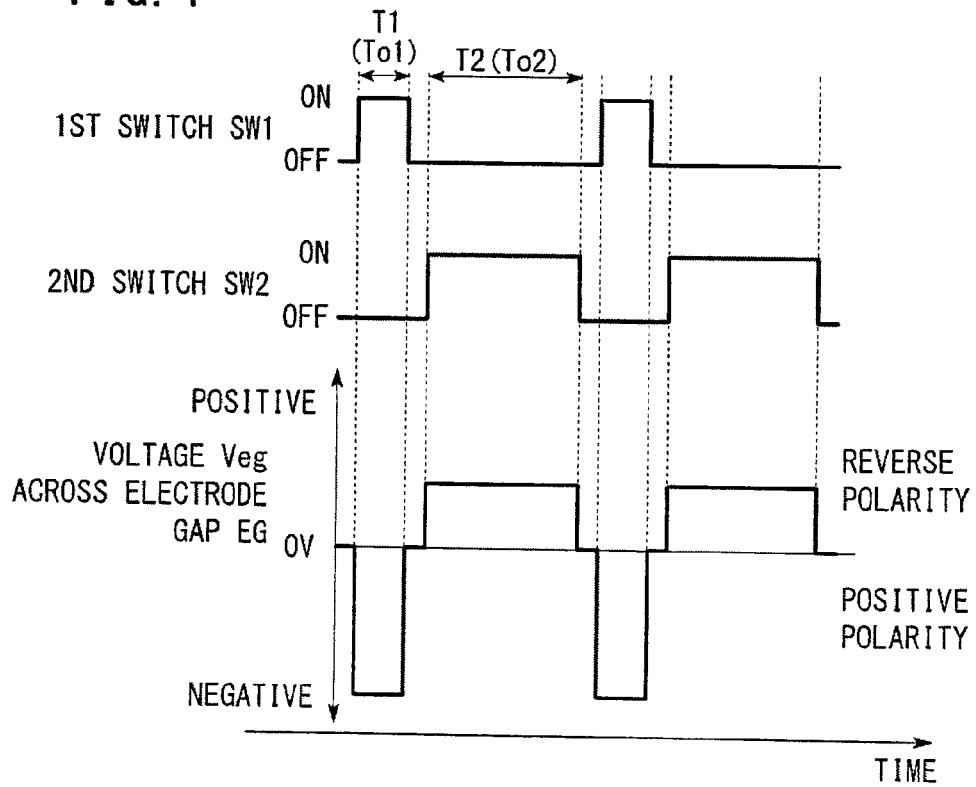 T1
(To1)
T2(To2)
ON
1ST SWITCH SW1
OFF
ON
2ND SWITCH SW2
OFF
POSITIVE
VOLTAGE Veg
ACROSS ELECTRODE
GAP EG
0V
REVERSE
POLARITY
POSITIVE
POLARITY
NEGATIVE
TIME